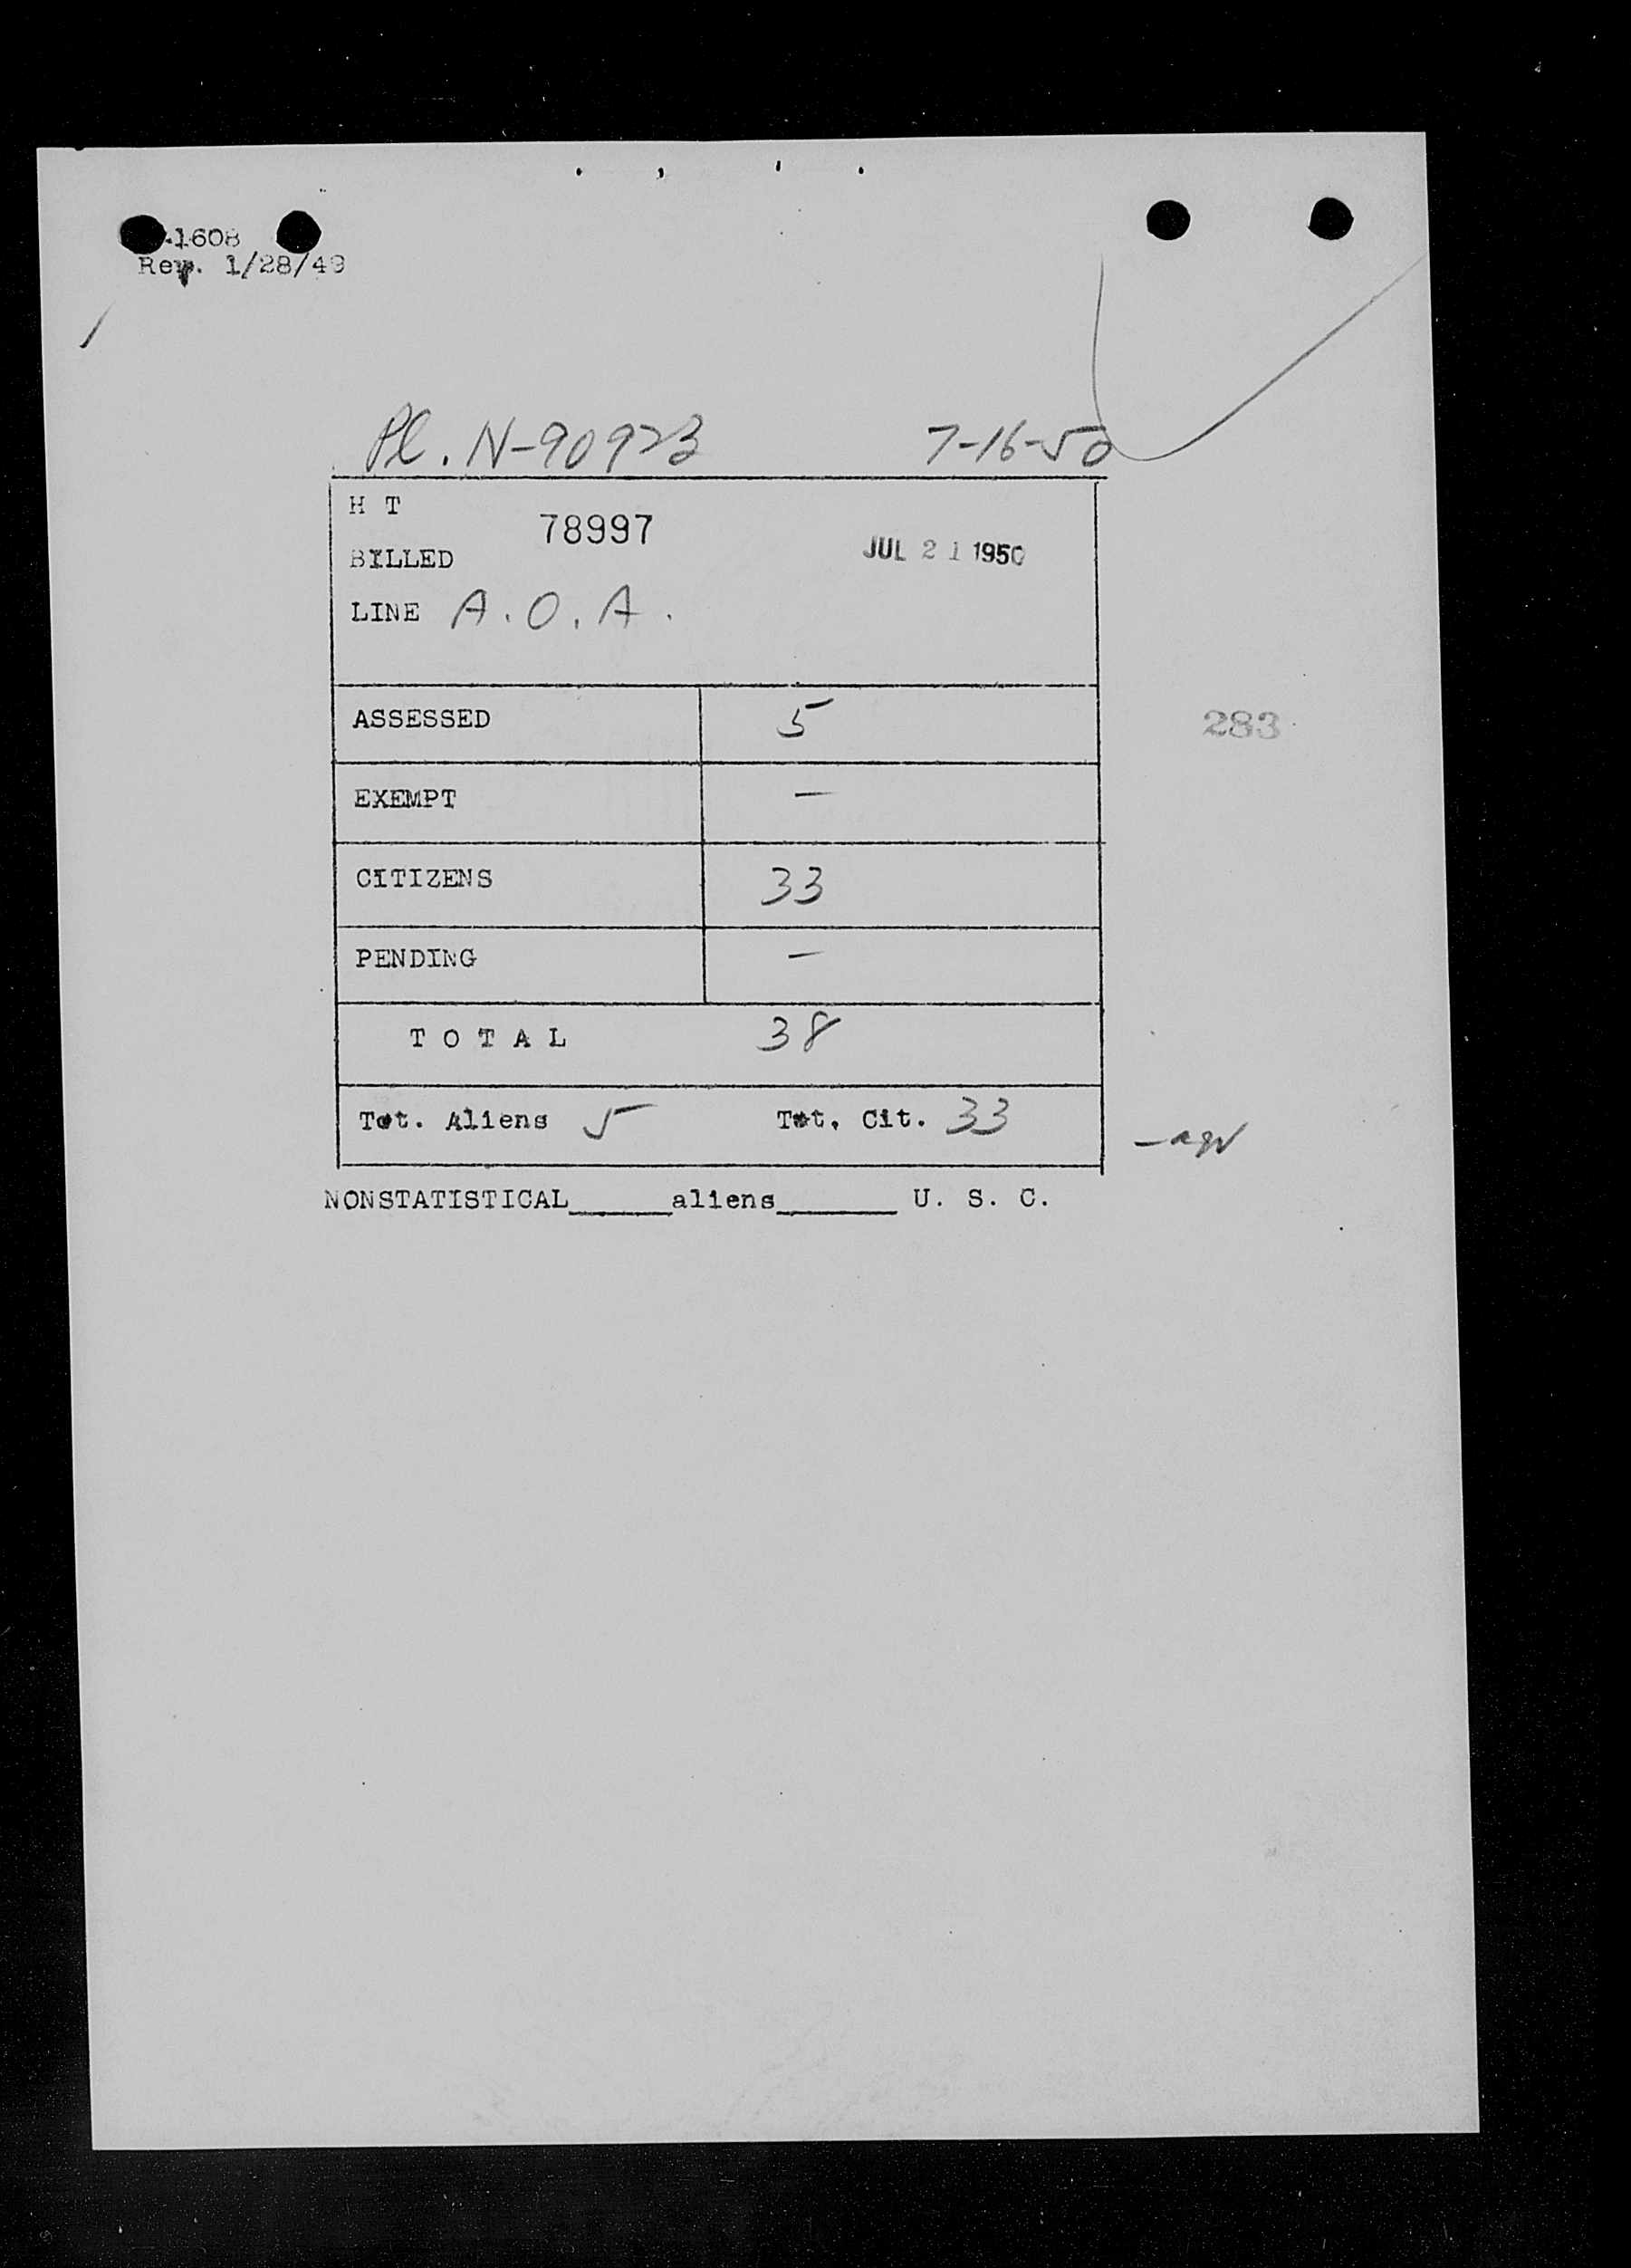 .1608
Rev. 1/28/49
Pl. N-90923 7-16-50
H T
78997
BILLED JUL 21 1950
LINE A.O.A.
ASSESSED 5
283
EXEMPT —
CITIZENS 33
PENDING —
T O T A L 38
Tot. Aliens 5 Tot. Cit. 33
NONSTATISTICAL______aliens_______ U. S. C.